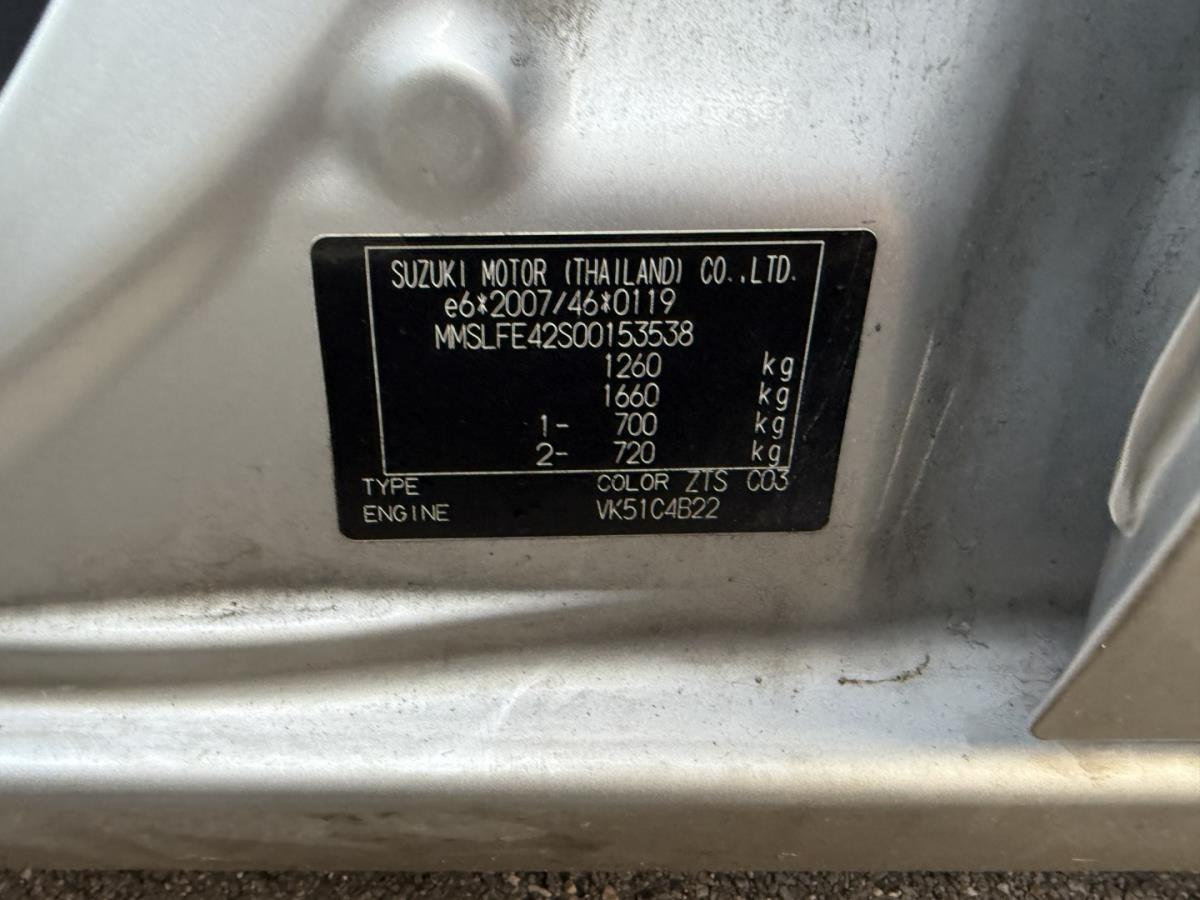 SUZUKI MOTOR (THAILAND) CO.,LTD.
e6*2007/46*0119
MMSLFE42S00153538
1260 kg
1660 kg
1- 700 kg
2- 720 kg
TYPE COLOR ZTS C03
ENGINE VK51C4B22